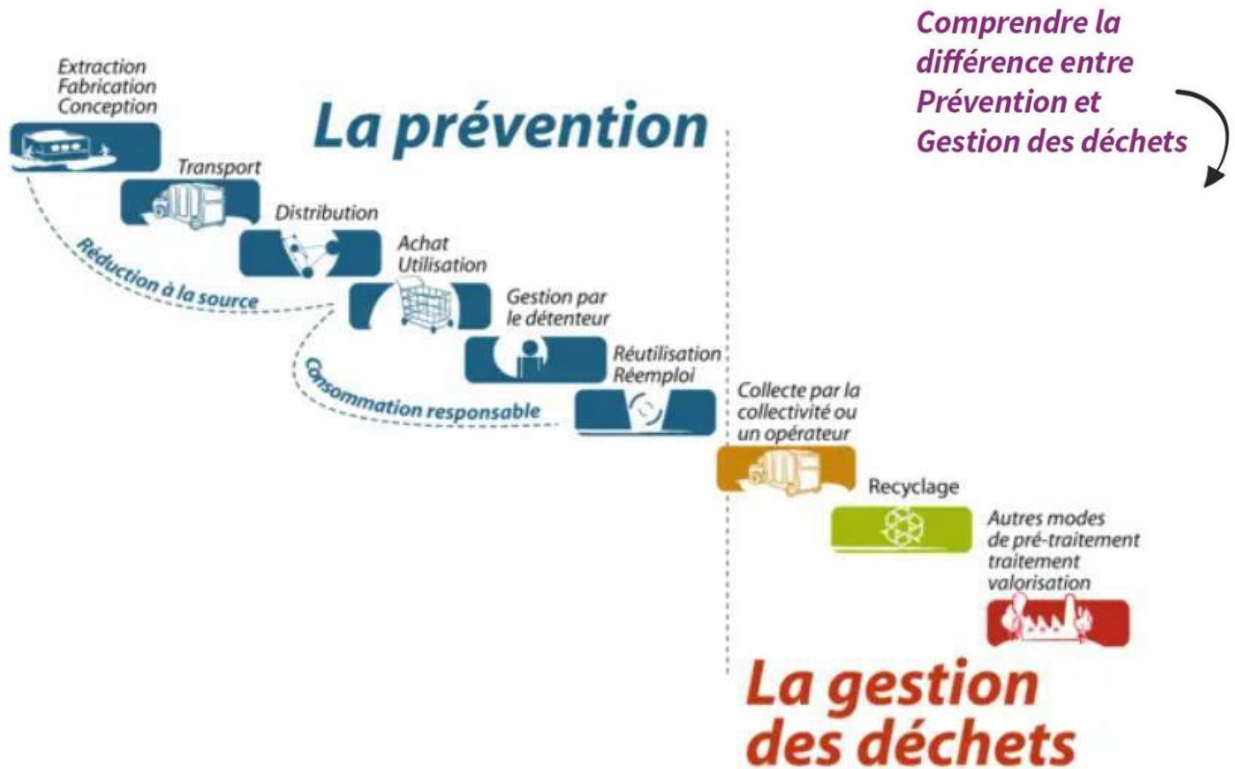 Comprendre la
différence entre
Prévention et
Gestion des déchets
La prévention
Extraction
Fabrication
Conception
Transport
Distribution
Réduction à la source
Achat
Utilisation
Gestion par
le détenteur
Réutilisation
Réemploi
Consommation responsable
Collecte par la
collectivité ou
un opérateur
Recyclage
Autres modes
de pré-traitement
traitement
valorisation
La gestion
des déchets